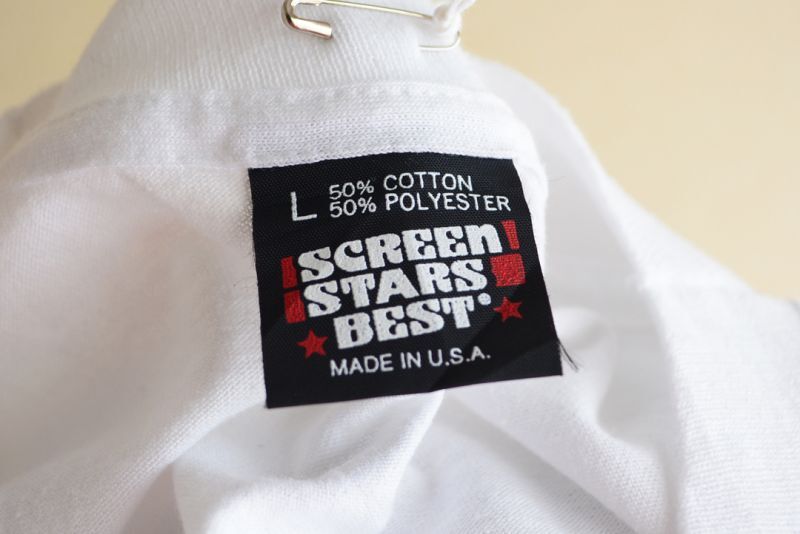 L 50% COTTON
50% POLYESTER
SCREEN
STARS
BEST®
MADE IN U.S.A.